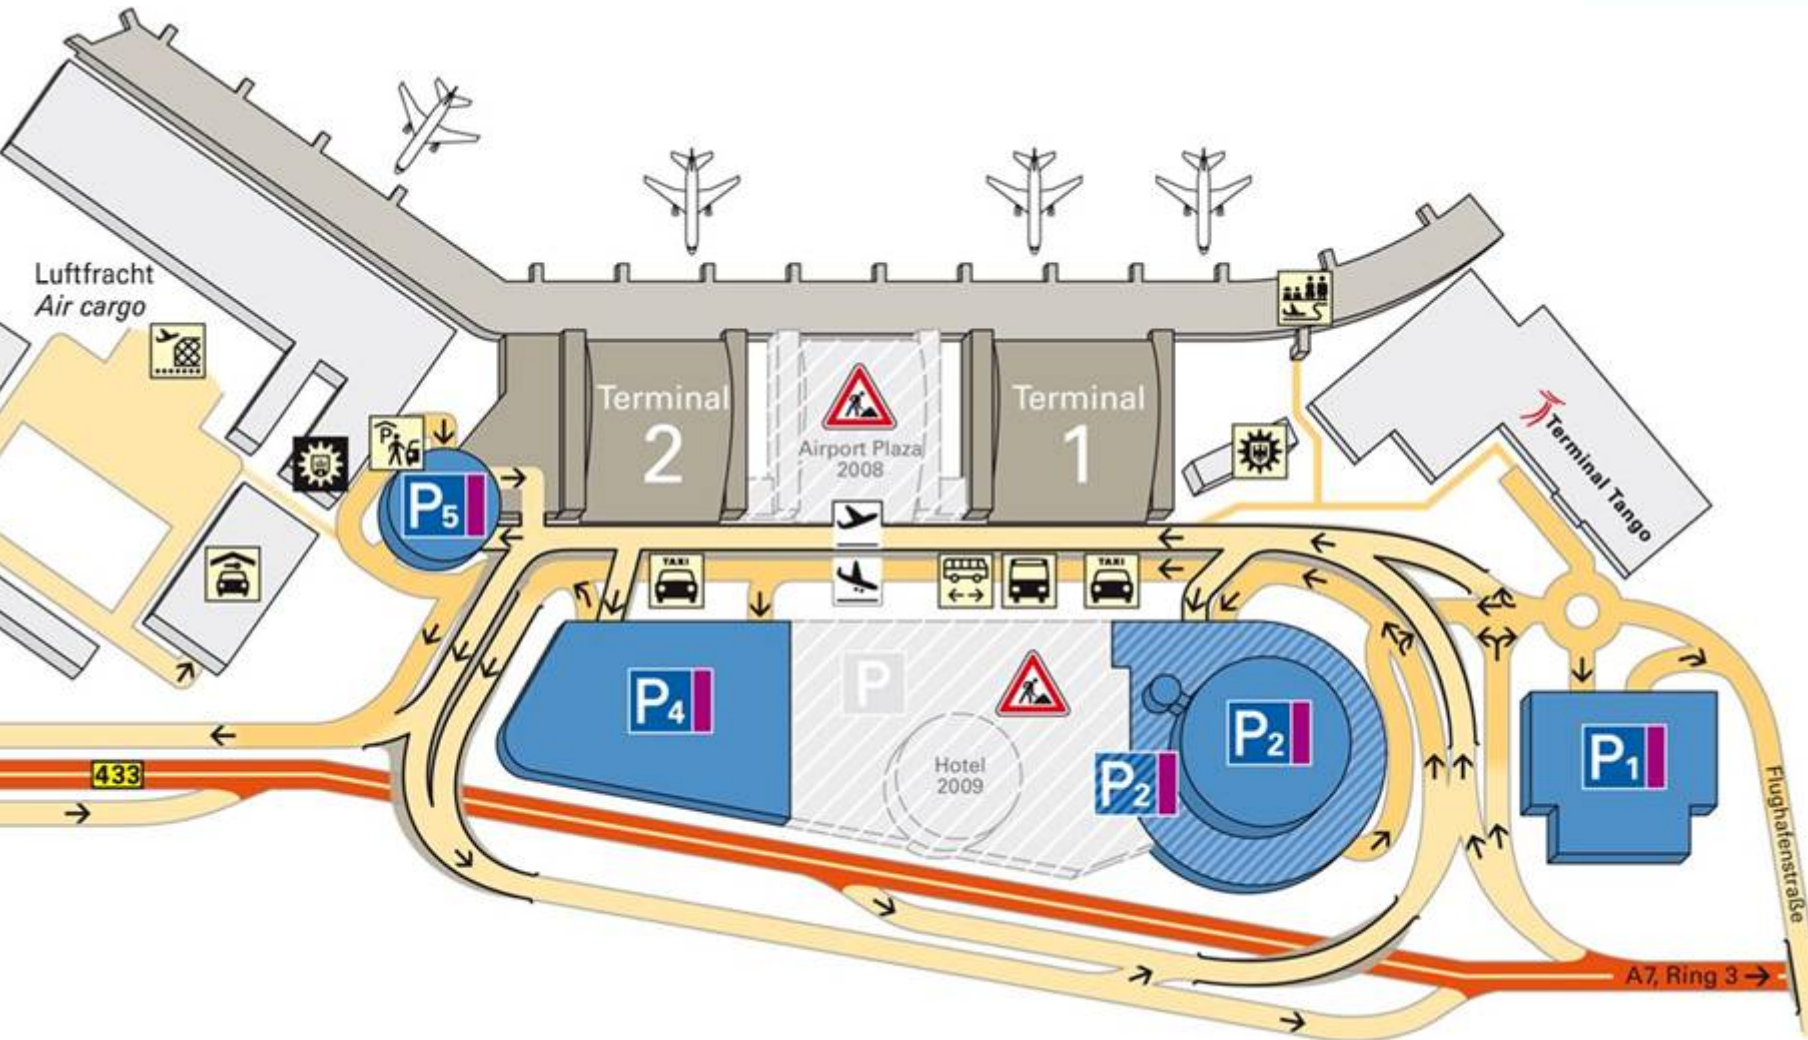 Luftfracht
Air cargo
Terminal
2
Airport Plaza
2008
Terminal
1
Terminal Tango
P
P5
TAXI
TAXI
P4
P
P2
P2
P1
Hotel
2009
433
A7, Ring 3
Flughafenstraße